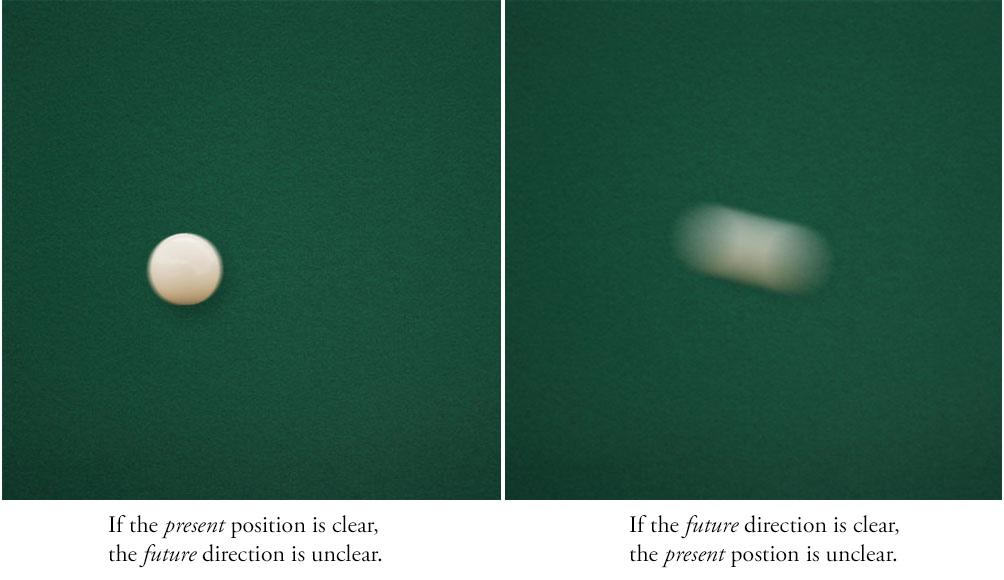 If the present position is clear,
the future direction is unclear.
If the future direction is clear,
the present postion is unclear.